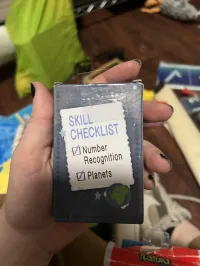 SKILL
CHECKLIST
Number
Recognition
Planets